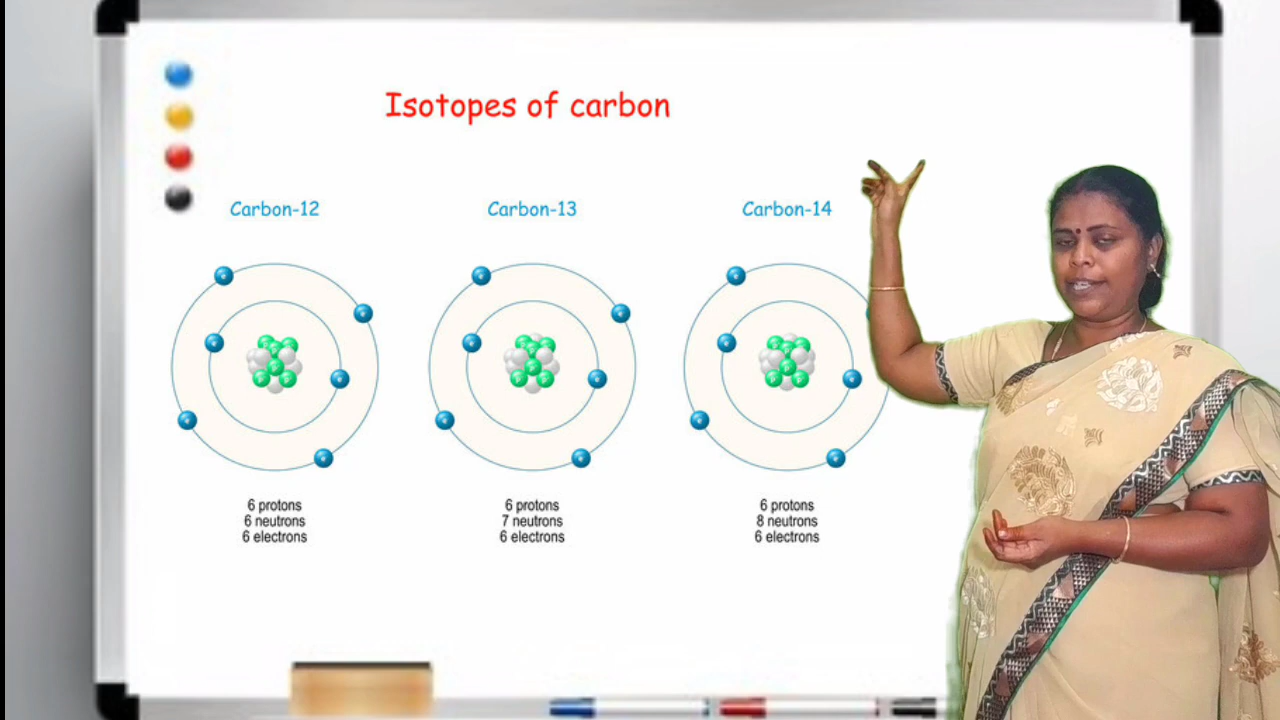 Isotopes of carbon
Carbon-12
Carbon-13
Carbon-14
6 protons
6 neutrons
6 electrons
6 protons
7 neutrons
6 electrons
6 protons
8 neutrons
6 electrons